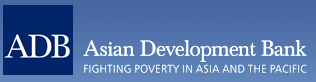 ADB Asian Development Bank
FIGHTING POVERTY IN ASIA AND THE PACIFIC